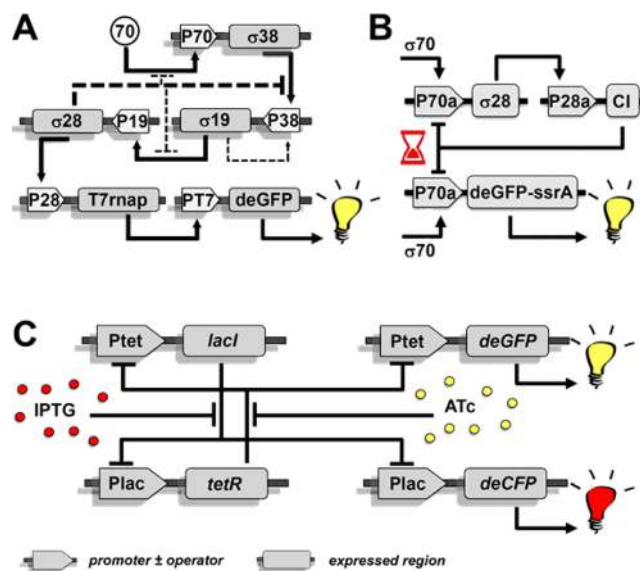 A
70
P70
σ38
σ28
P19
σ19
P38
P28
T7rnap
PT7
deGFP
B
σ70
P70a
σ28
P28a
CI
P70a
deGFP-ssrA
σ70
C
Ptet
lacI
Ptet
deGFP
IPTG
ATc
Plac
tetR
Plac
deCFP
promoter ± operator
expressed region